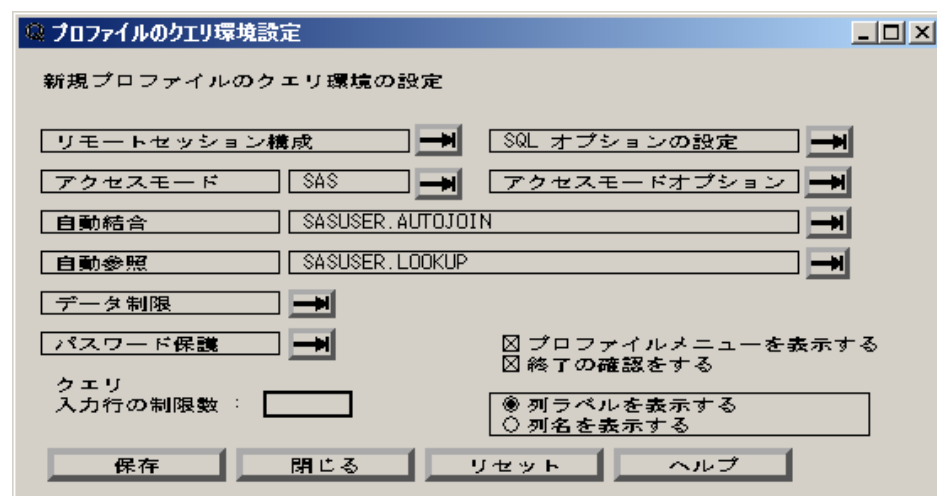 プロファイルのクエリ環境設定
新規プロファイルのクエリ環境の設定
リモートセッション構成 SQL オプションの設定
アクセスモード SAS アクセスモードオプション
自動結合 SASUSER.AUTOJOIN
自動参照 SASUSER.LOOKUP
データ制限
パスワード保護
プロファイルメニューを表示する
終了の確認をする
クエリ
入力行の制限数 :
列ラベルを表示する
列名を表示する
保存 閉じる リセット ヘルプ